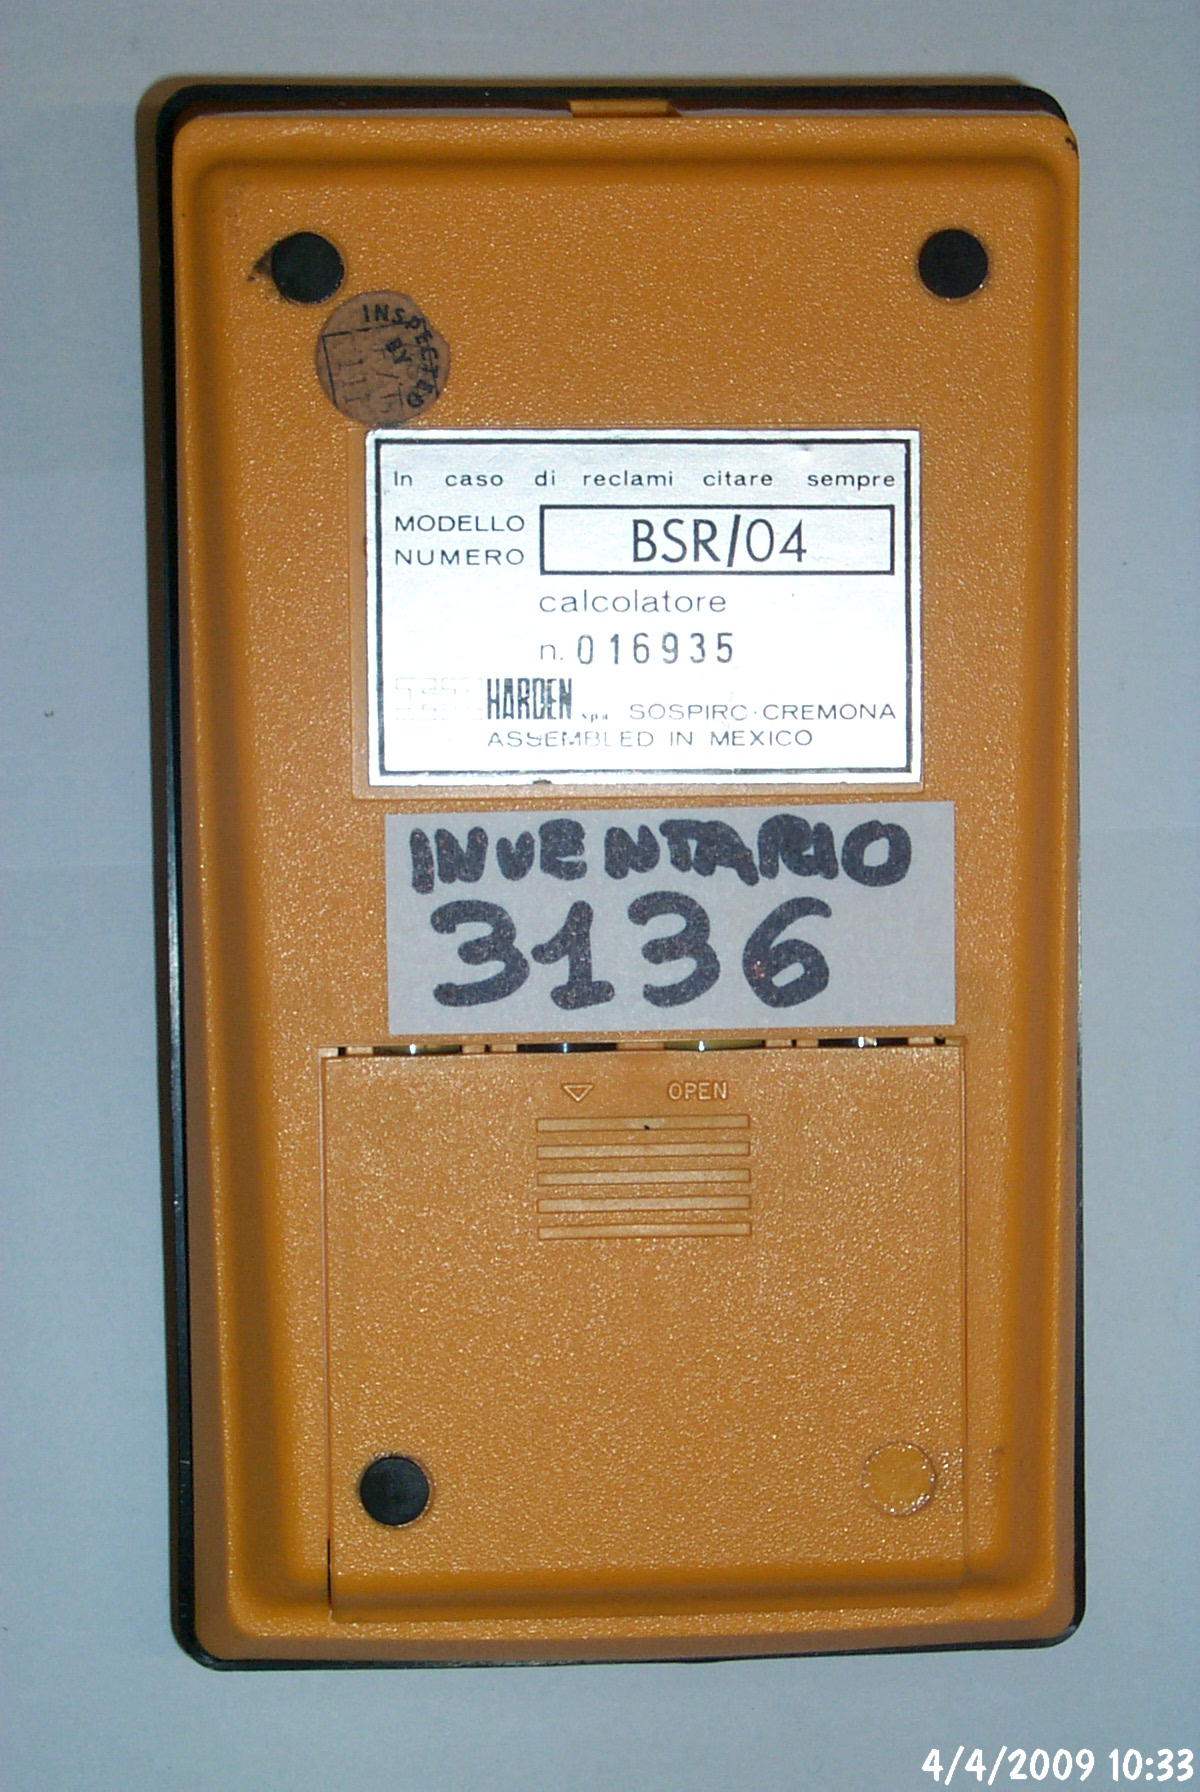 INSPECTED
BY
In caso di reclami citare sempre
MODELLO
NUMERO
BSR/04
calcolatore
n. 016935
HARDEN s.p.a. SOSPIRO·CREMONA
ASSEMBLED IN MEXICO
INVENTARIO
3136
OPEN
4/4/2009 10:33